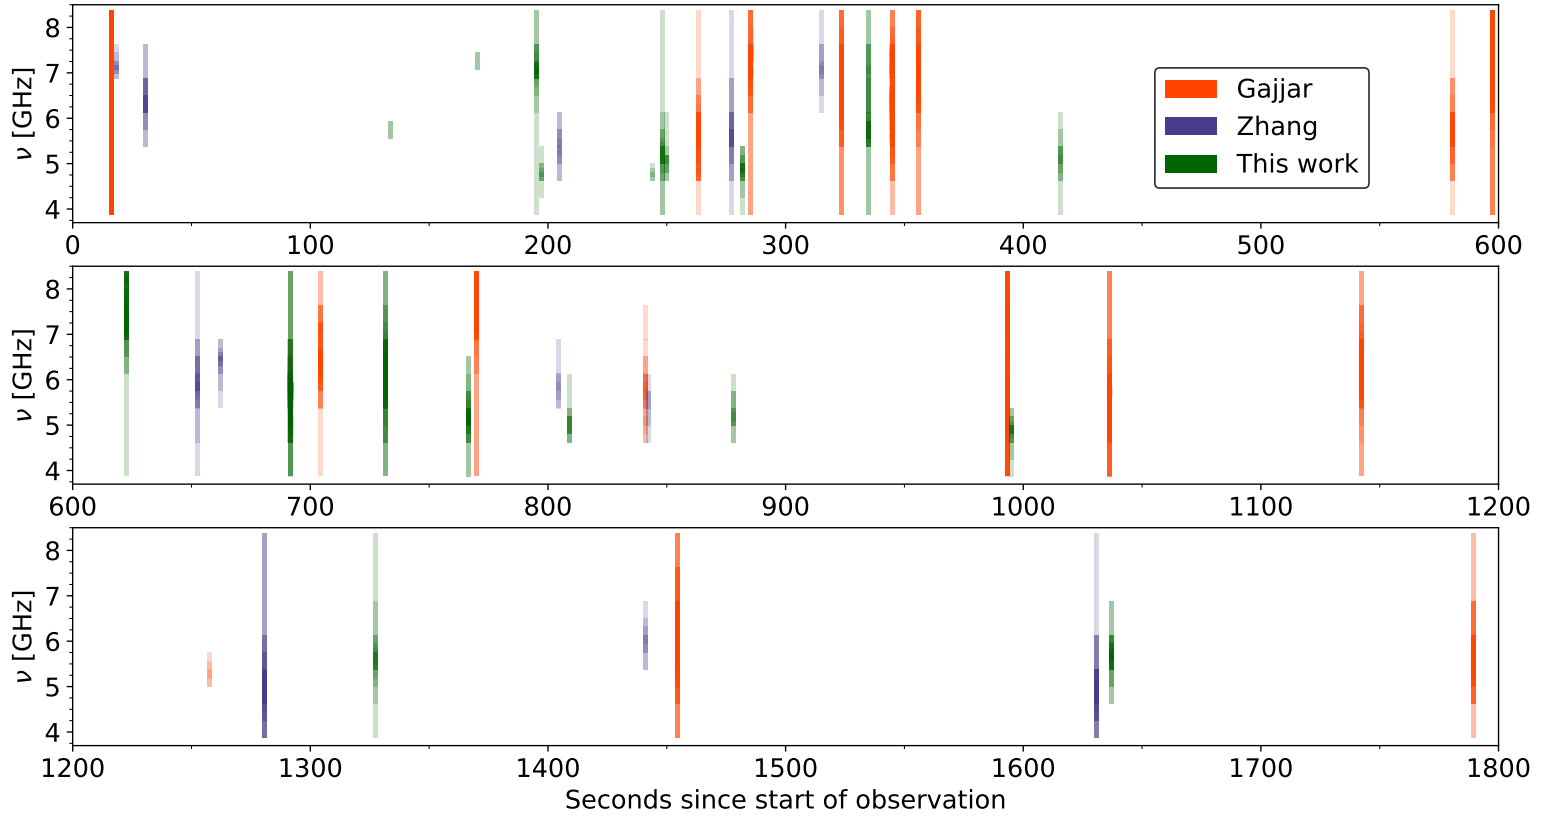 8
7
6
5
4
ν [GHz]
Gajjar
Zhang
This work
0 100 200 300 400 500 600
8
7
6
5
4
ν [GHz]
600 700 800 900 1000 1100 1200
8
7
6
5
4
ν [GHz]
1200 1300 1400 1500 1600 1700 1800
Seconds since start of observation